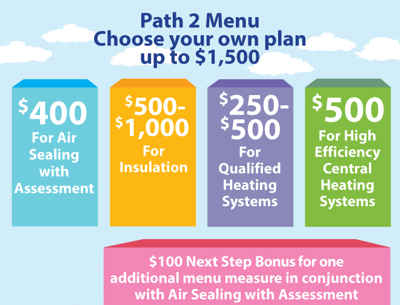 Path 2 Menu
Choose your own plan
up to $1,500
$400
For Air
Sealing
with
Assessment
$500-
$1,000
For
Insulation
$250-
$500
For
Qualified
Heating
Systems
$500
For High
Efficiency
Central
Heating
Systems
$100 Next Step Bonus for one
additional menu measure in conjunction
with Air Sealing with Assessment